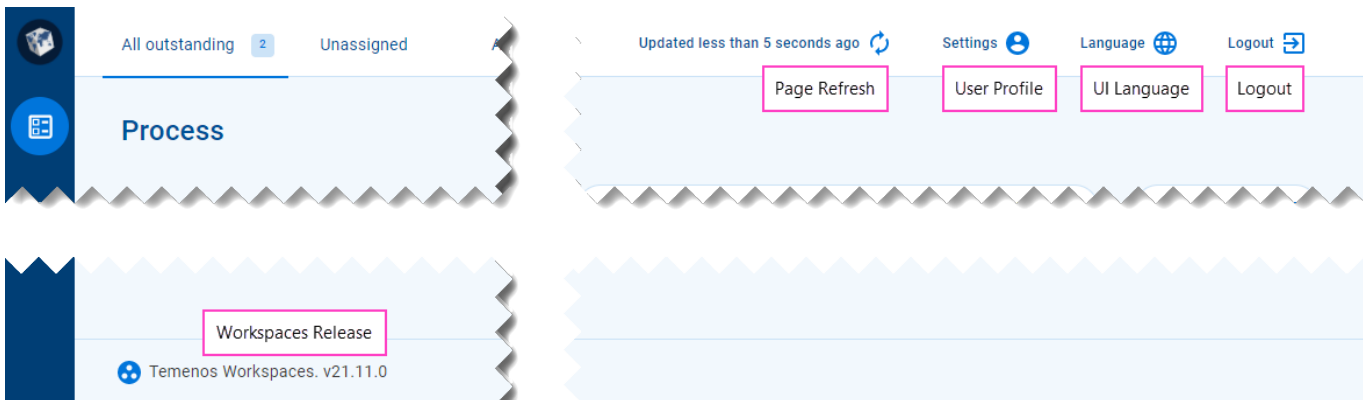 All outstanding 2 Unassigned A
Updated less than 5 seconds ago Settings Language Logout
Page Refresh User Profile UI Language Logout
Process
Workspaces Release
Temenos Workspaces. v21.11.0